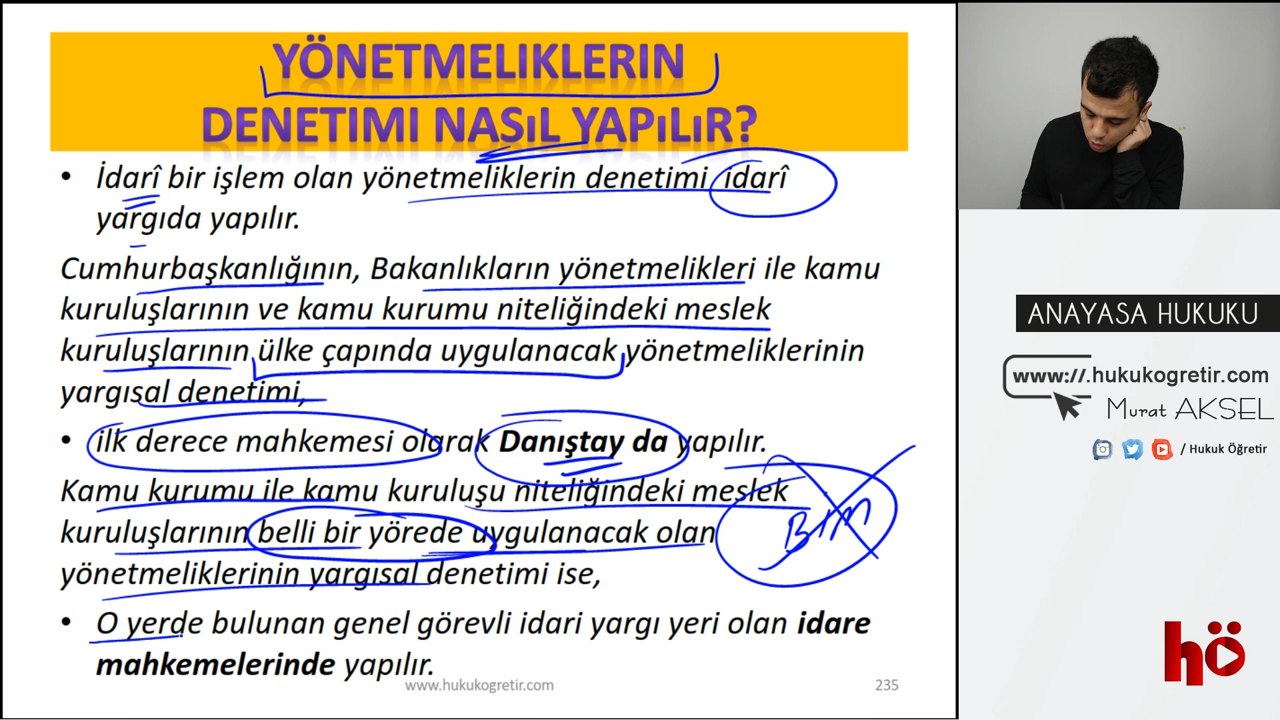 YÖNETMELIKLERIN
DENETIMI NASıL YAPıLıR?
• İdarî bir işlem olan yönetmeliklerin denetimi idarî
yargıda yapılır.
Cumhurbaşkanlığının, Bakanlıkların yönetmelikleri ile kamu
kuruluşlarının ve kamu kurumu niteliğindeki meslek
kuruluşlarının ülke çapında uygulanacak yönetmeliklerinin
yargısal denetimi,
• ilk derece mahkemesi olarak Danıştay da yapılır.
Kamu kurumu ile kamu kuruluşu niteliğindeki meslek
kuruluşlarının belli bir yörede uygulanacak olan
yönetmeliklerinin yargısal denetimi ise,
• O yerde bulunan genel görevli idari yargı yeri olan idare
mahkemelerinde yapılır.
www.hukukogretir.com
235
ANAYASA HUKUKU
www://.hukukogretir.com
Murat AKSEL
/ Hukuk Öğretir
hö